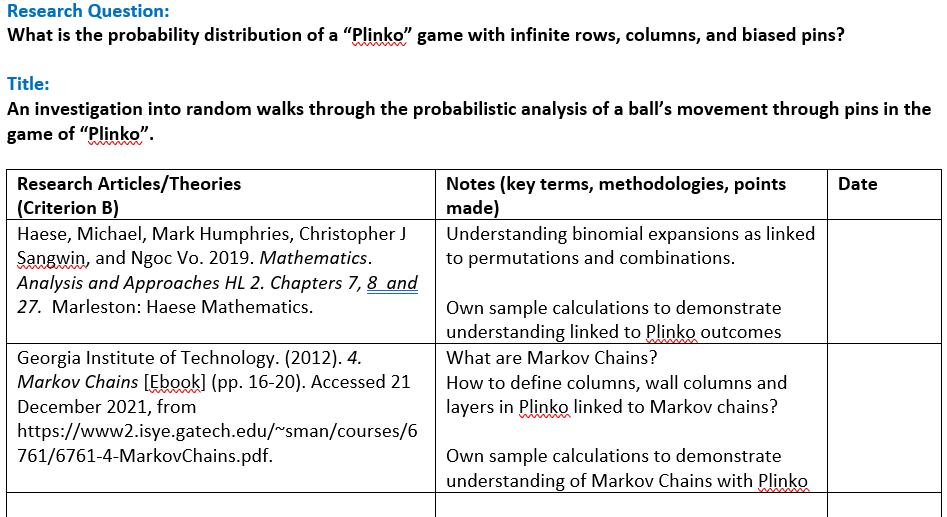 Research Question:
What is the probability distribution of a “Plinko” game with infinite rows, columns, and biased pins?
Title:
An investigation into random walks through the probabilistic analysis of a ball’s movement through pins in the
game of “Plinko”.
Research Articles/Theories
(Criterion B)
Notes (key terms, methodologies, points
made)
Date
Haese, Michael, Mark Humphries, Christopher J
Sangwin, and Ngoc Vo. 2019. Mathematics.
Analysis and Approaches HL 2. Chapters 7, 8 and
27. Marleston: Haese Mathematics.
Understanding binomial expansions as linked
to permutations and combinations.
Own sample calculations to demonstrate
understanding linked to Plinko outcomes
Georgia Institute of Technology. (2012). 4.
Markov Chains [Ebook] (pp. 16-20). Accessed 21
December 2021, from
https://www2.isye.gatech.edu/~sman/courses/6
761/6761-4-MarkovChains.pdf.
What are Markov Chains?
How to define columns, wall columns and
layers in Plinko linked to Markov chains?
Own sample calculations to demonstrate
understanding of Markov Chains with Plinko